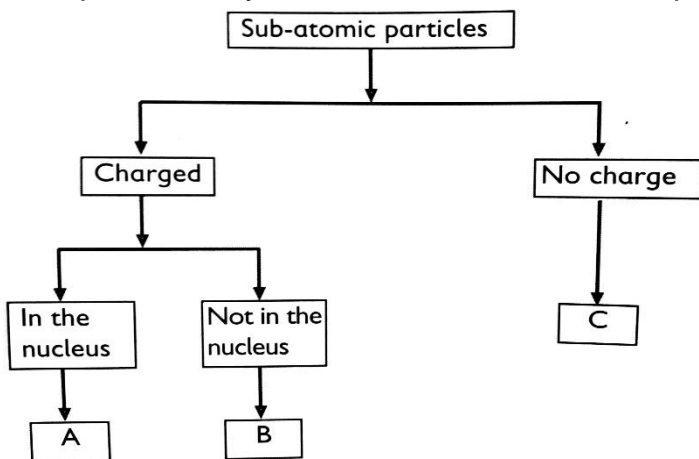 Sub-atomic particles
Charged
No charge
In the
nucleus
Not in the
nucleus
C
A
B